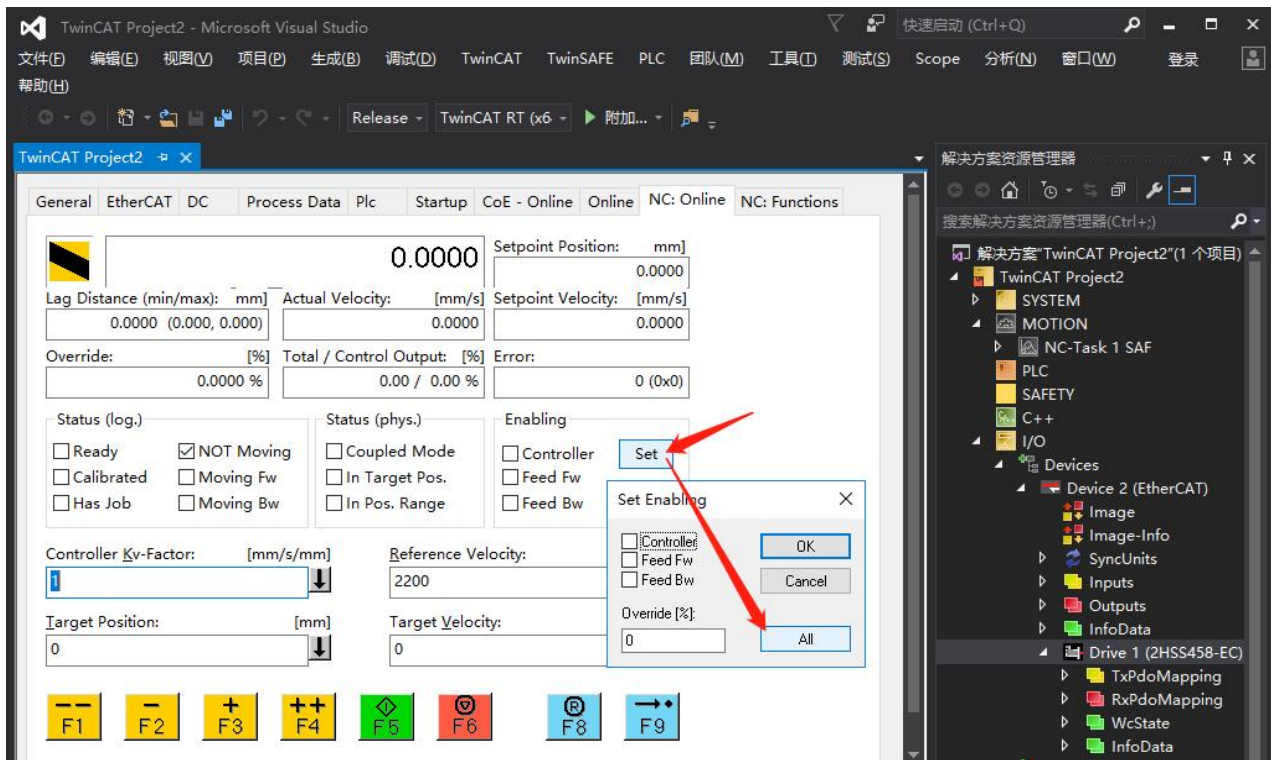 TwinCAT Project2 - Microsoft Visual Studio
快速启动 (Ctrl+Q)
文件(F) 编辑(E) 视图(V) 项目(P) 生成(B) 调试(D) TwinCAT TwinSAFE PLC 团队(M) 工具(T) 测试(S) Scope 分析(N) 窗口(W) 登录
帮助(H)
Release TwinCAT RT (x6 附加...
TwinCAT Project2
General EtherCAT DC Process Data Plc Startup CoE - Online Online NC: Online NC: Functions
0.0000
Setpoint Position: mm]
0.0000
Lag Distance (min/max): mm] Actual Velocity: [mm/s] Setpoint Velocity: [mm/s]
0.0000 (0.000, 0.000) 0.0000 0.0000
Override: [%] Total / Control Output: [%] Error:
0.0000 % 0.00 / 0.00 % 0 (0x0)
Status (log.) Status (phys.) Enabling
Ready NOT Moving Coupled Mode Controller Set
Calibrated Moving Fw In Target Pos. Feed Fw
Has Job Moving Bw In Pos. Range Feed Bw
Controller Kv-Factor: [mm/s/mm] Reference Velocity:
1 2200
Target Position: [mm] Target Velocity:
0 0
Set Enabling
Controller OK
Feed Fw
Feed Bw Cancel
Override [%]:
0 All
-- F1 - F2 + F3 ++ F4 F5 F6 R F8 F9
解决方案资源管理器
搜索解决方案资源管理器(Ctrl+;)
解决方案"TwinCAT Project2"(1 个项目)
TwinCAT Project2
SYSTEM
MOTION
NC-Task 1 SAF
PLC
SAFETY
C++
I/O
Devices
Device 2 (EtherCAT)
Image
Image-Info
SyncUnits
Inputs
Outputs
InfoData
Drive 1 (2HSS458-EC)
TxPdoMapping
RxPdoMapping
WcState
InfoData